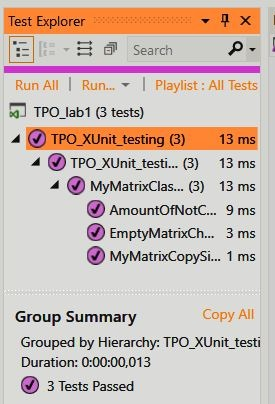 Test Explorer
Search
Run All | Run... | Playlist : All Tests
TPO_lab1 (3 tests)
TPO_XUnit_testing (3) 13 ms
TPO_XUnit_testi... (3) 13 ms
MyMatrixClas... (3) 13 ms
AmountOfNotC... 9 ms
EmptyMatrixCh... 3 ms
MyMatrixCopySi... 1 ms
Group Summary Copy All
Grouped by Hierarchy: TPO_XUnit_testi
Duration: 0:00:00,013
3 Tests Passed